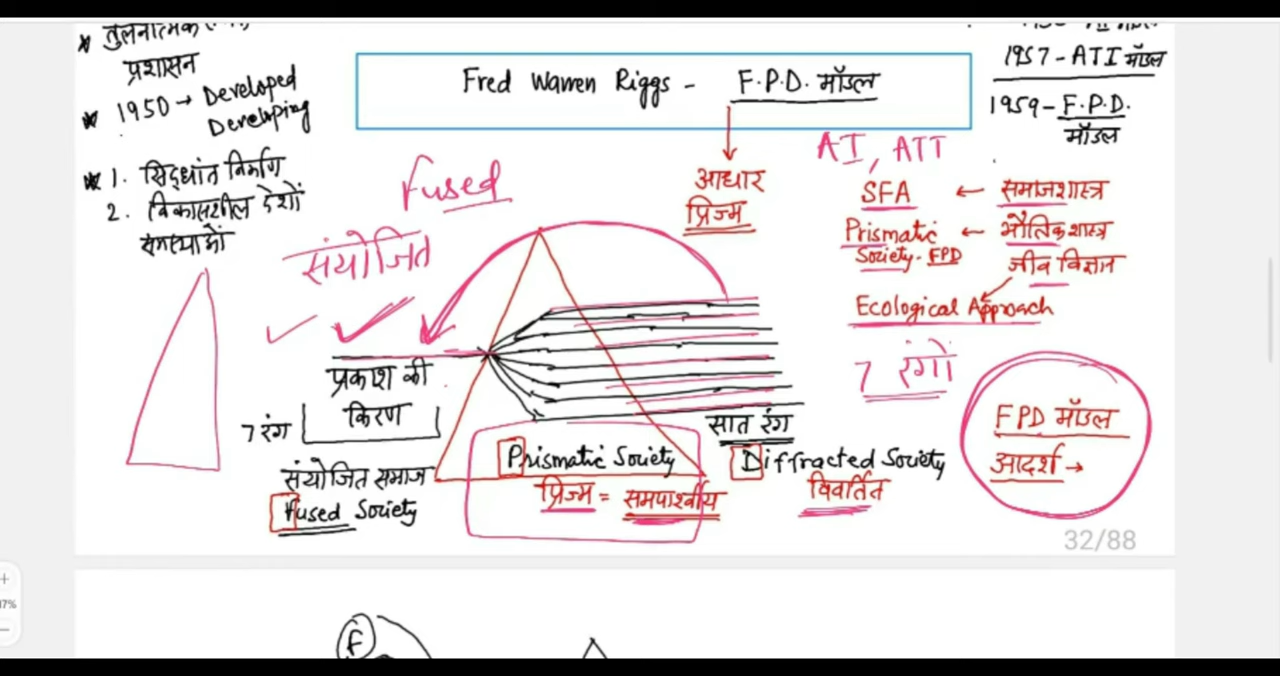 * तुलनात्मक
प्रशासन
* 1950 → Developed
Developing
* 1. सिद्धांत निर्माण
2. विकासशील देशों
समस्याओं
Fred Warren Riggs - F.P.D. मॉडल
1957 - ATI मॉडल
1959 - F.P.D.
मॉडल
आधार
प्रिज्म
AI, ATI
SFA ← समाजशास्त्र
Prismatic ← भौतिकशास्त्र
Society - FPD
जीव विज्ञान
Ecological Approach
7 रंगों
fused
संयोजित
प्रकाश की
किरण
7 रंग
संयोजित समाज
fused Society
Prismatic Society
प्रिज्म = समपार्श्वीय
सात रंग
Diffracted Society
विवर्तित
FPD मॉडल
आदर्श →
32/88
+
17%
−
F